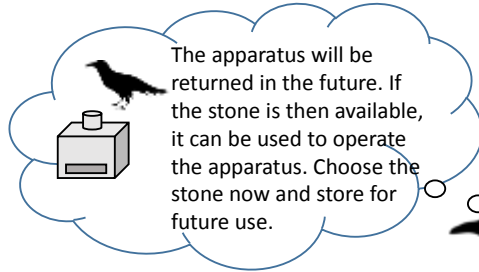 The apparatus will be
returned in the future. If
the stone is then available,
it can be used to operate
the apparatus. Choose the
stone now and store for
future use.